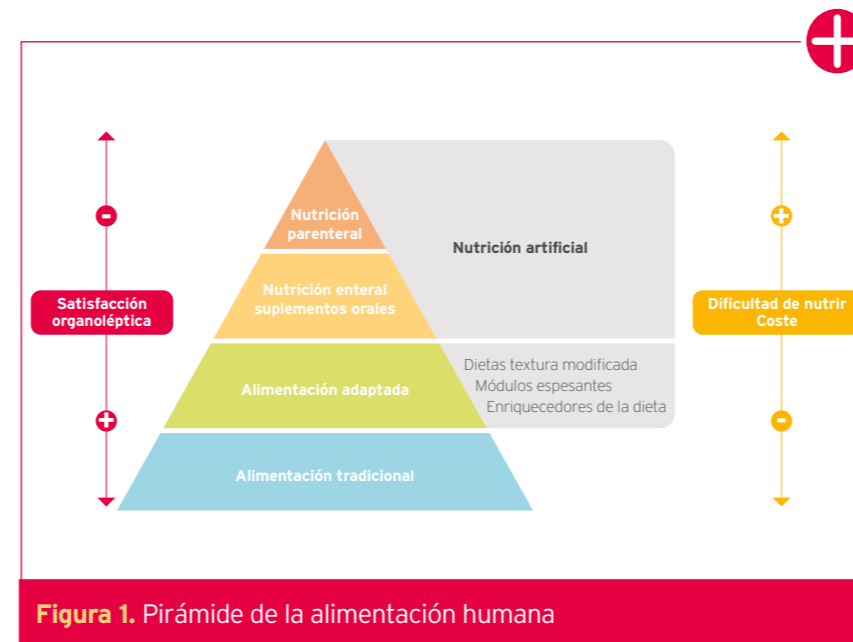 Nutrición
parenteral
Nutrición artificial
-
+
Nutrición enteral
suplementos orales
Satisfacción
organoléptica
Dificultad de nutrir
Coste
Alimentación adaptada
Dietas textura modificada
Módulos espesantes
Enriquecedores de la dieta
+
-
Alimentación tradicional
Figura 1. Pirámide de la alimentación humana